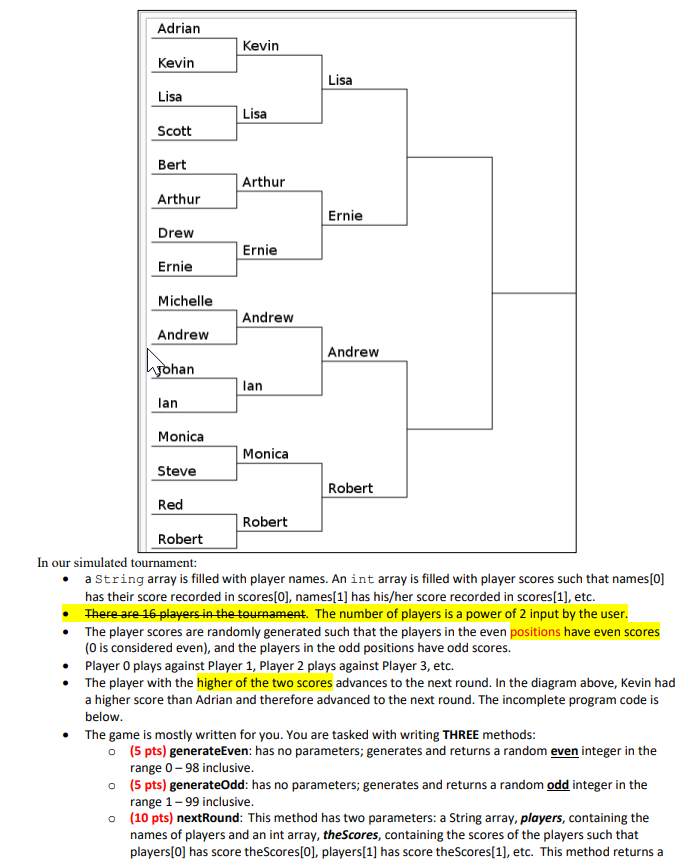 Adrian
Kevin
Kevin
Lisa
Lisa
Lisa
Scott
Bert
Arthur
Arthur
Ernie
Drew
Ernie
Ernie
Michelle
Andrew
Andrew
Andrew
Johan
Ian
Ian
Monica
Monica
Steve
Robert
Red
Robert
Robert
In our simulated tournament:
• a String array is filled with player names. An int array is filled with player scores such that names[0]
has their score recorded in scores[0], names[1] has his/her score recorded in scores[1], etc.
• There are 16 players in the tournament. The number of players is a power of 2 input by the user.
• The player scores are randomly generated such that the players in the even positions have even scores
(0 is considered even), and the players in the odd positions have odd scores.
• Player 0 plays against Player 1, Player 2 plays against Player 3, etc.
• The player with the higher of the two scores advances to the next round. In the diagram above, Kevin had
a higher score than Adrian and therefore advanced to the next round. The incomplete program code is
below.
• The game is mostly written for you. You are tasked with writing THREE methods:
o (5 pts) generateEven: has no parameters; generates and returns a random even integer in the
range 0 – 98 inclusive.
o (5 pts) generateOdd: has no parameters; generates and returns a random odd integer in the
range 1 – 99 inclusive.
o (10 pts) nextRound: This method has two parameters: a String array, players, containing the
names of players and an int array, theScores, containing the scores of the players such that
players[0] has score theScores[0], players[1] has score theScores[1], etc. This method returns a